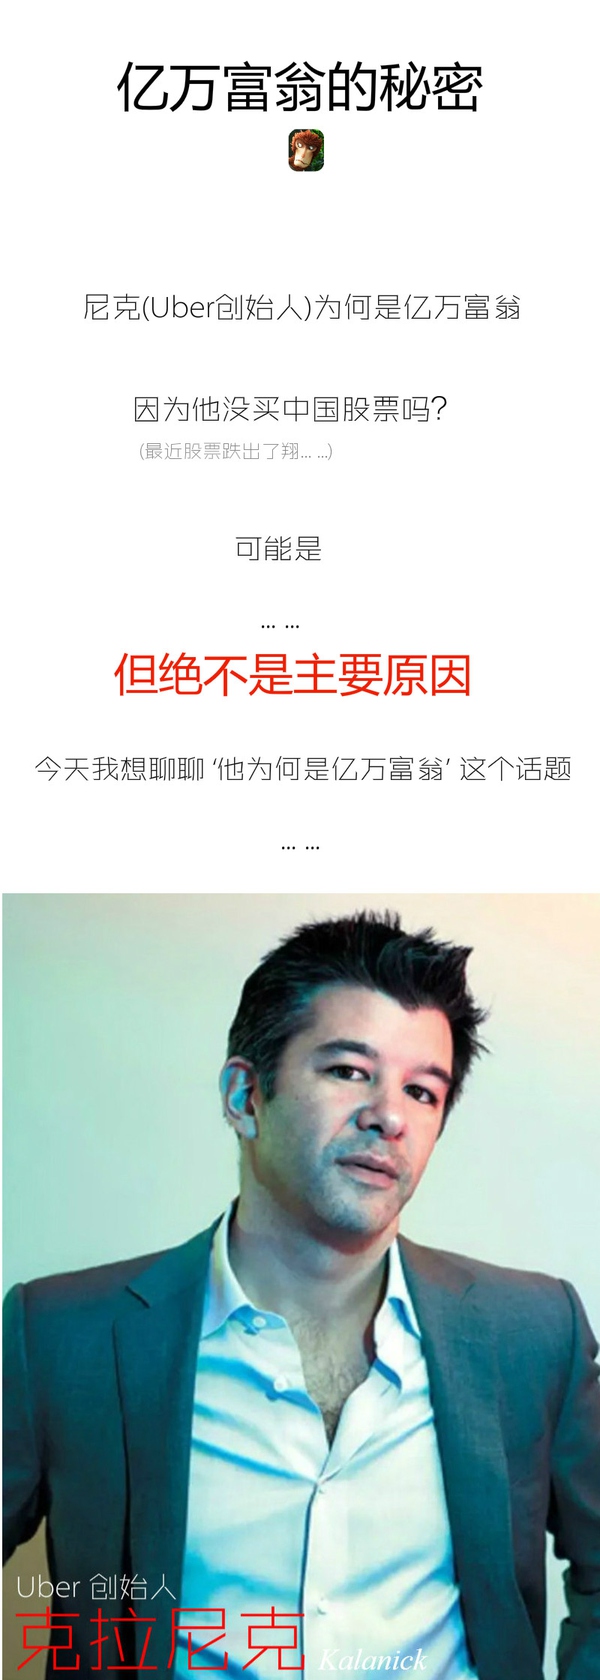 亿万富翁的秘密
尼克(Uber创始人)为何是亿万富翁
因为他没买中国股票吗?
(最近股票跌出了翔... ...)
可能是
... ...
但绝不是主要原因
今天我想聊聊 ‘他为何是亿万富翁’ 这个话题
... ...
Uber 创始人
克拉尼克 Kalanick